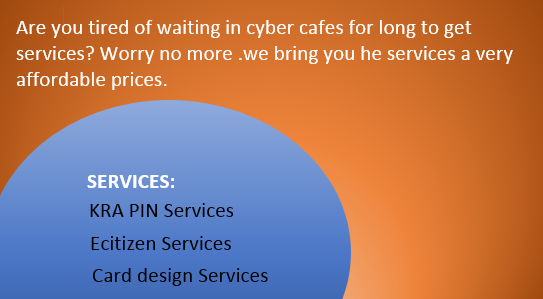 Are you tired of waiting in cyber cafes for long to get
services? Worry no more .we bring you he services a very
affordable prices.
SERVICES:
KRA PIN Services
Ecitizen Services
Card design Services